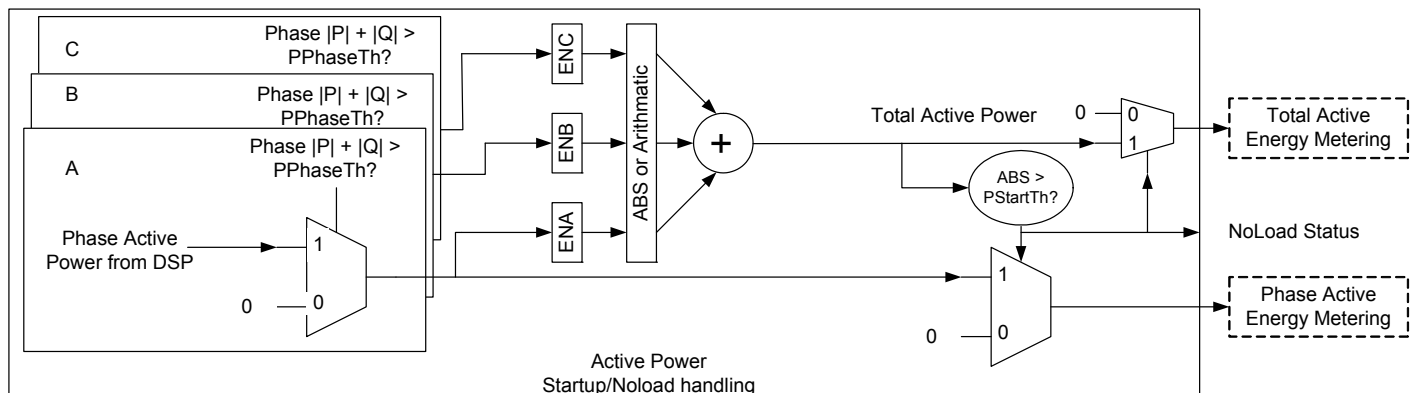 C
Phase |P| + |Q| >
PPhaseTh?
B
Phase |P| + |Q| >
PPhaseTh?
A
Phase |P| + |Q| >
PPhaseTh?
Phase Active
Power from DSP
1
0
0
ENC
ENB
ENA
ABS or Arithmatic
+
Total Active Power
0
0
1
ABS >
PStartTh?
1
0
0
Total Active
Energy Metering
NoLoad Status
Phase Active
Energy Metering
Active Power
Startup/Noload handling